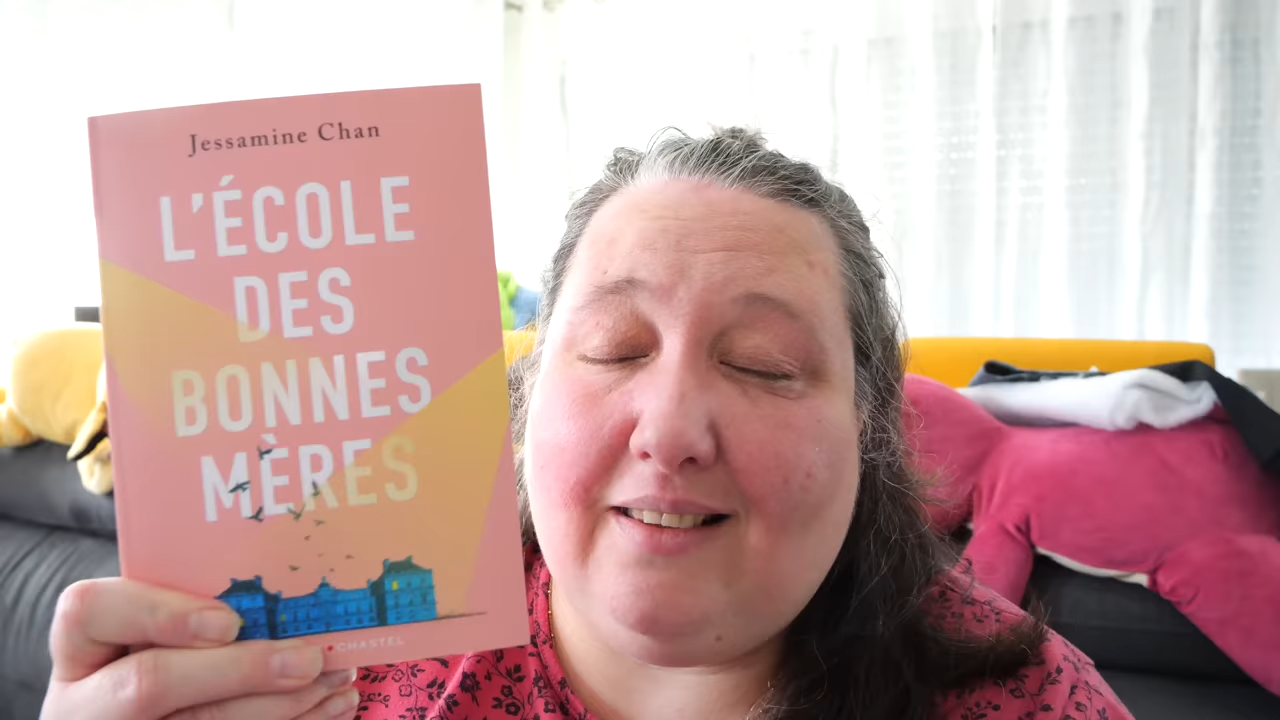 Jessamine Chan
L'ÉCOLE
DES
BONNES
MÈRES
CHASTEL